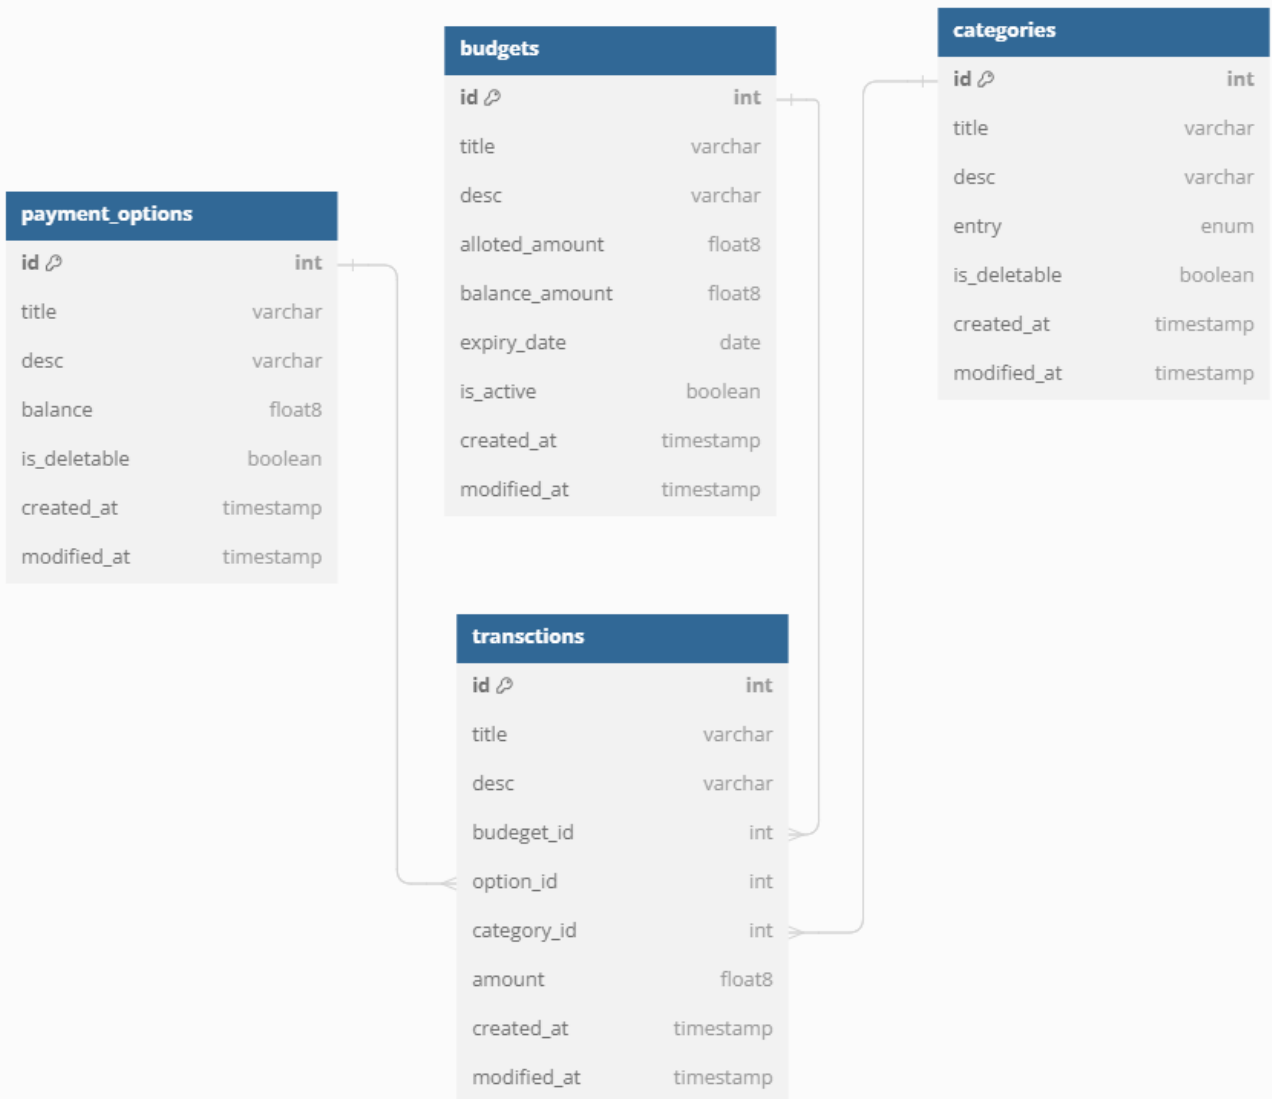 payment_options
id int
title varchar
desc varchar
balance float8
is_deletable boolean
created_at timestamp
modified_at timestamp
budgets
id int
title varchar
desc varchar
alloted_amount float8
balance_amount float8
expiry_date date
is_active boolean
created_at timestamp
modified_at timestamp
categories
id int
title varchar
desc varchar
entry enum
is_deletable boolean
created_at timestamp
modified_at timestamp
transctions
id int
title varchar
desc varchar
budeget_id int
option_id int
category_id int
amount float8
created_at timestamp
modified_at timestamp